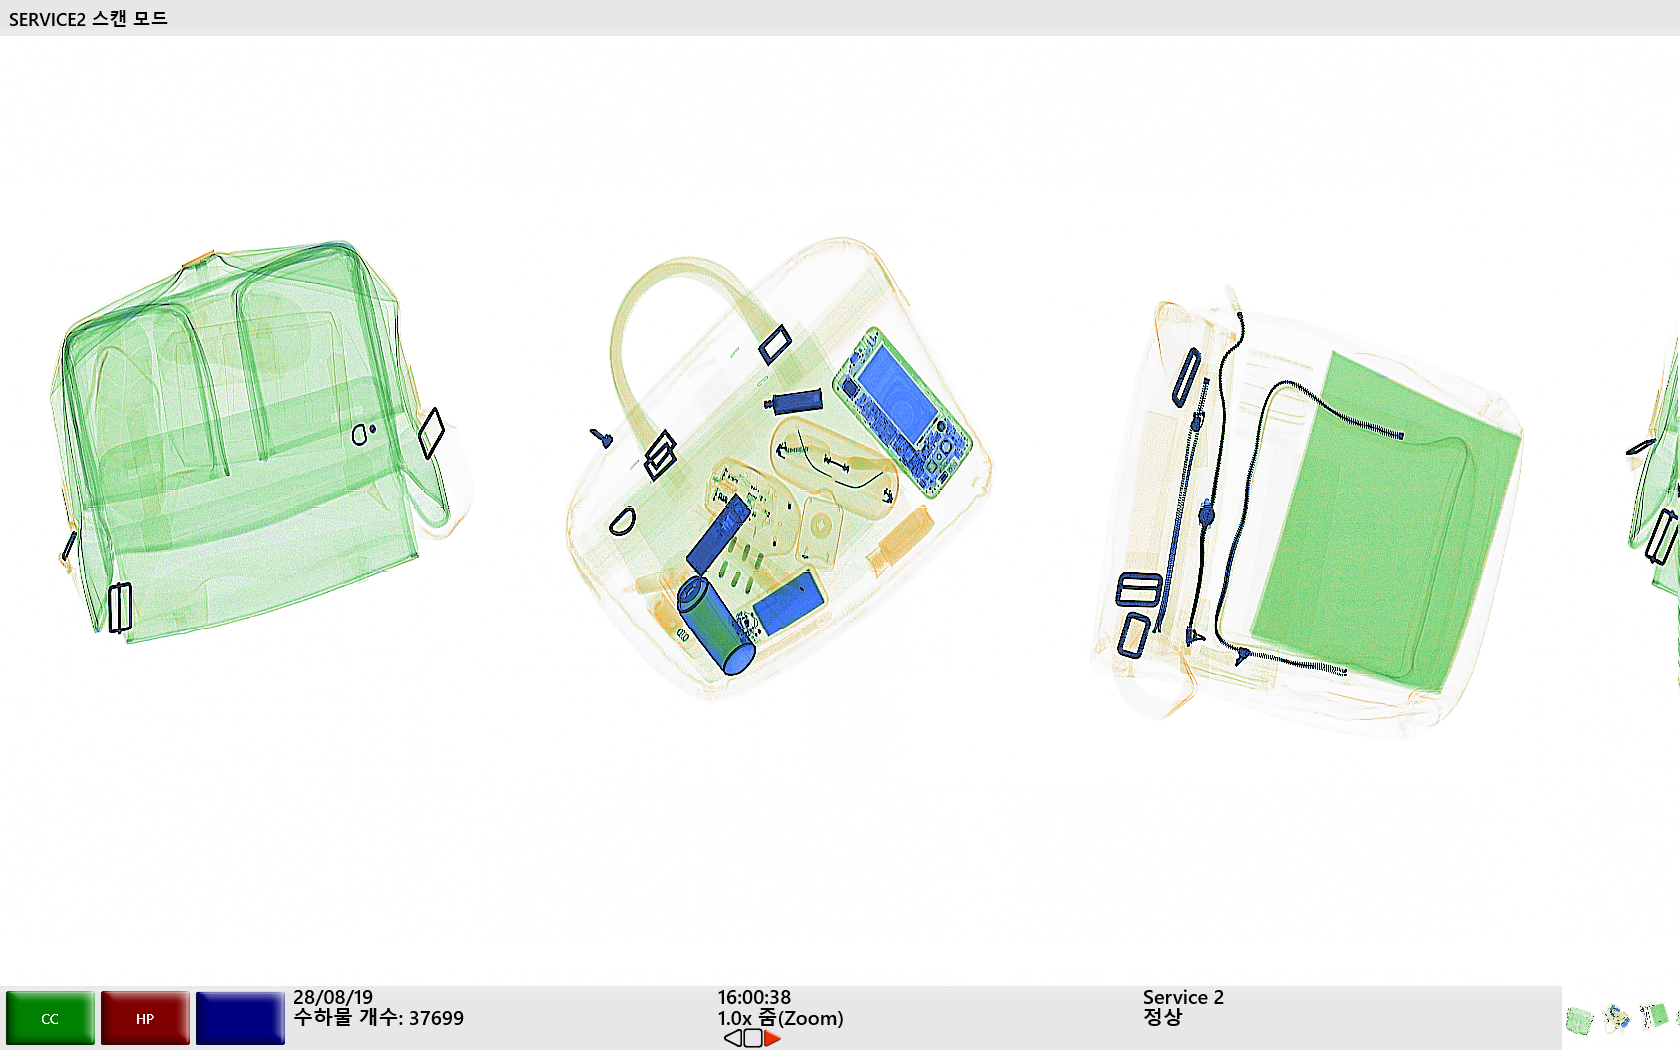 SERVICE2 스캔 모드
CC
HP
28/08/19
수하물 개수: 37699
16:00:38
1.0x 줌(Zoom)
Service 2
정상